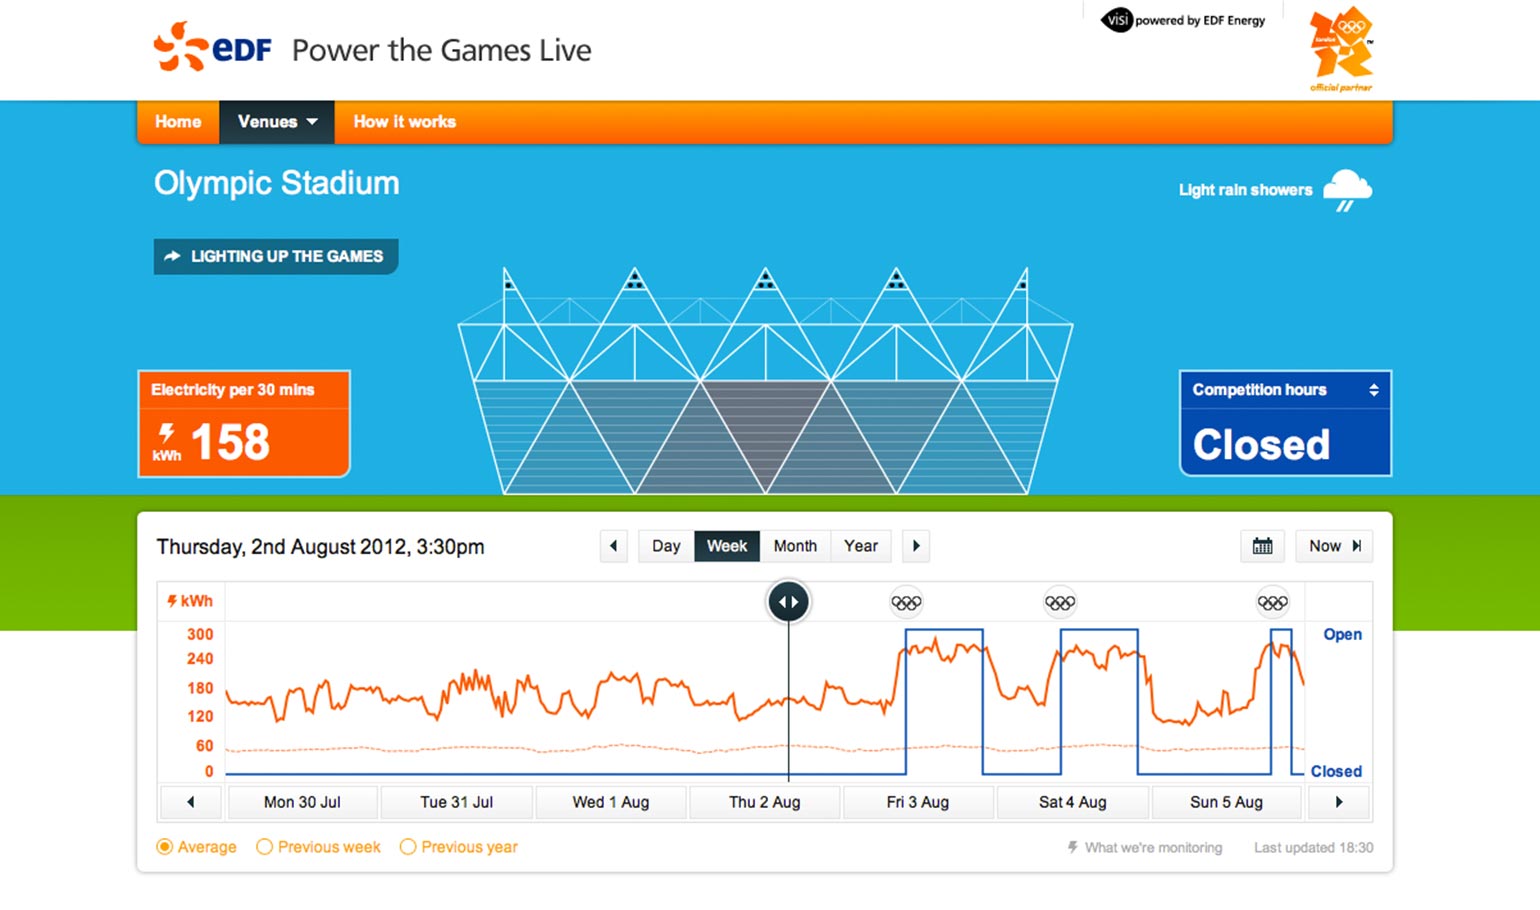 eDF Power the Games Live
visi powered by EDF Energy
official partner
Home Venues How it works
Olympic Stadium
Light rain showers
LIGHTING UP THE GAMES
Electricity per 30 mins
kWh 158
Competition hours
Closed
Thursday, 2nd August 2012, 3:30pm
Day Week Month Year
Now
kWh
300
240
180
120
60
0
Open
Closed
Mon 30 Jul Tue 31 Jul Wed 1 Aug Thu 2 Aug Fri 3 Aug Sat 4 Aug Sun 5 Aug
Average Previous week Previous year
What we're monitoring Last updated 18:30